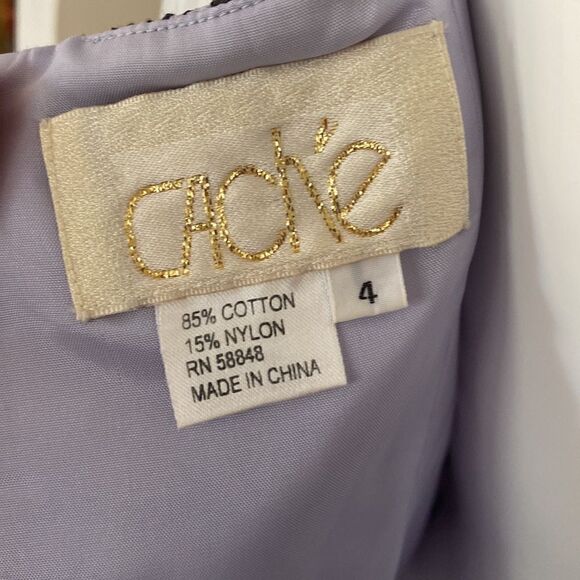 CAChé
4
85% COTTON
15% NYLON
RN 58848
MADE IN CHINA